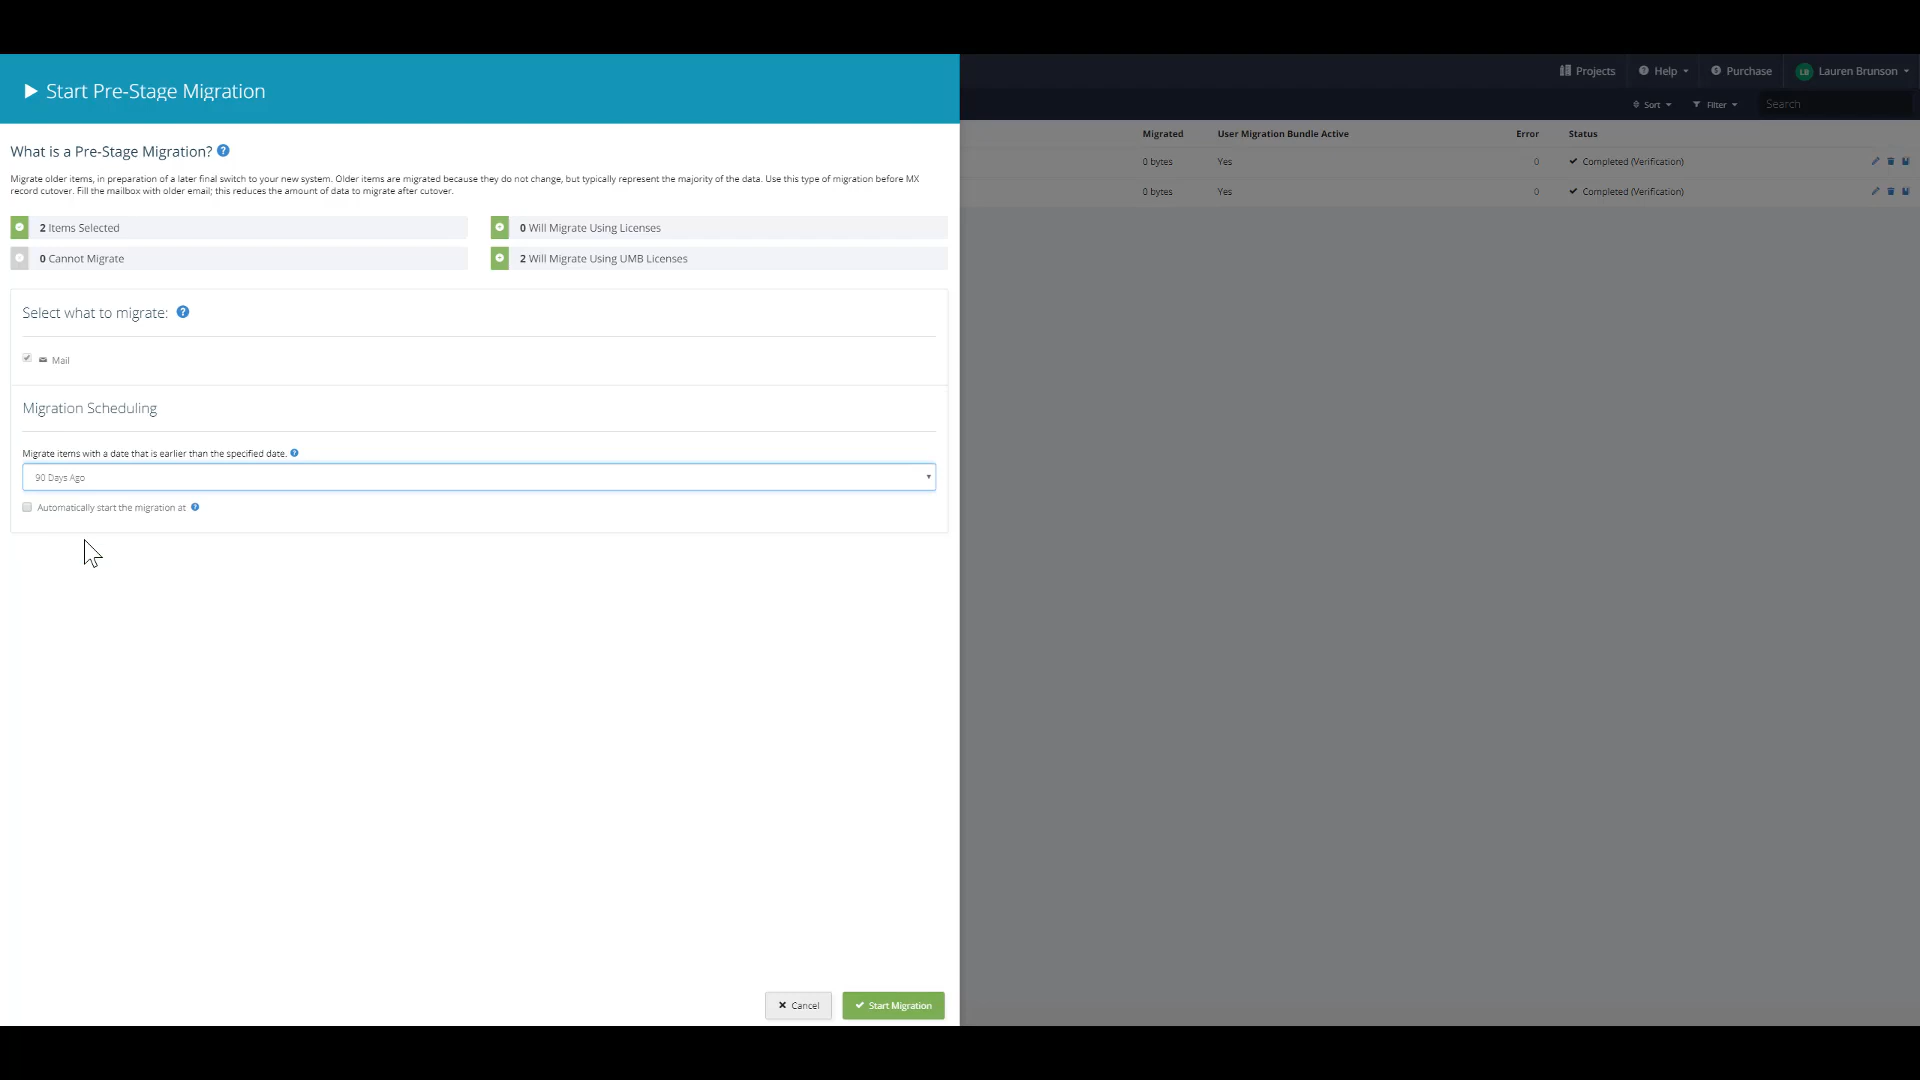 Start Pre-Stage Migration
Projects
Help
Purchase
LB
Lauren Brunson
Sort
Filter
Search
Migrated
User Migration Bundle Active
Error
Status
0 bytes
Yes
0
Completed (Verification)
0 bytes
Yes
0
Completed (Verification)
What is a Pre-Stage Migration?
Migrate older items, in preparation of a later final switch to your new system. Older items are migrated because they do not change, but typically represent the majority of the data. Use this type of migration before MX
record cutover. Fill the mailbox with older email; this reduces the amount of data to migrate after cutover.
2 Items Selected
0 Will Migrate Using Licenses
0 Cannot Migrate
2 Will Migrate Using UMB Licenses
Select what to migrate:
Mail
Migration Scheduling
Migrate items with a date that is earlier than the specified date.
90 Days Ago
Automatically start the migration at
Cancel
Start Migration